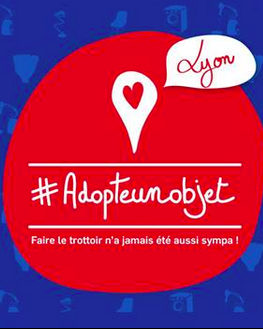 Lyon
#Adopteunobjet
Faire le trottoir n'a jamais été aussi sympa !